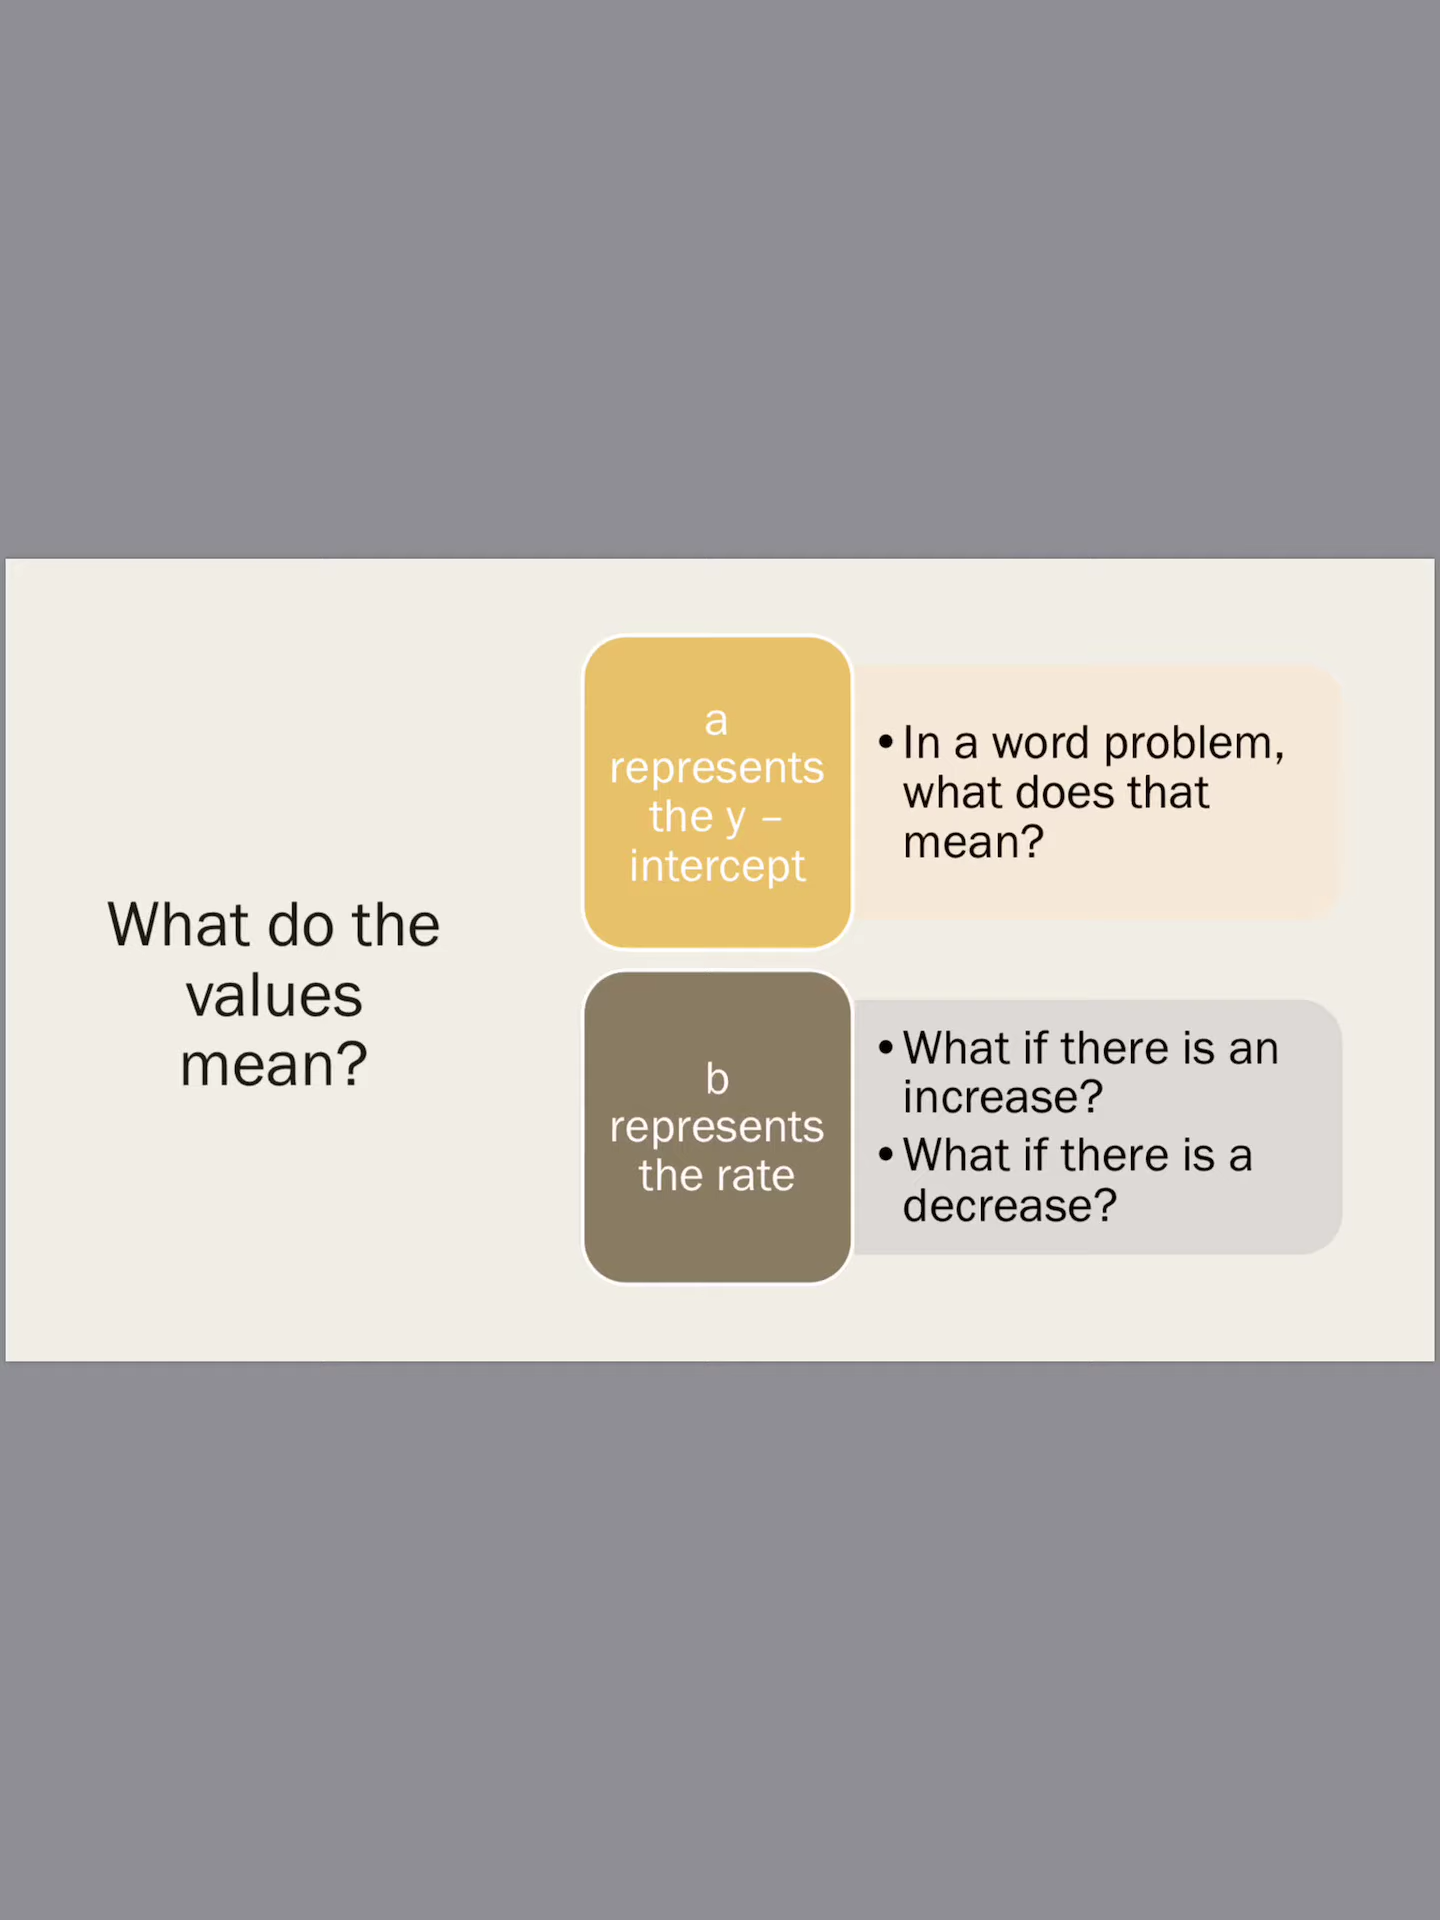 What do the
values
mean?
a
represents
the y –
intercept
• In a word problem,
what does that
mean?
b
represents
the rate
• What if there is an
increase?
• What if there is a
decrease?